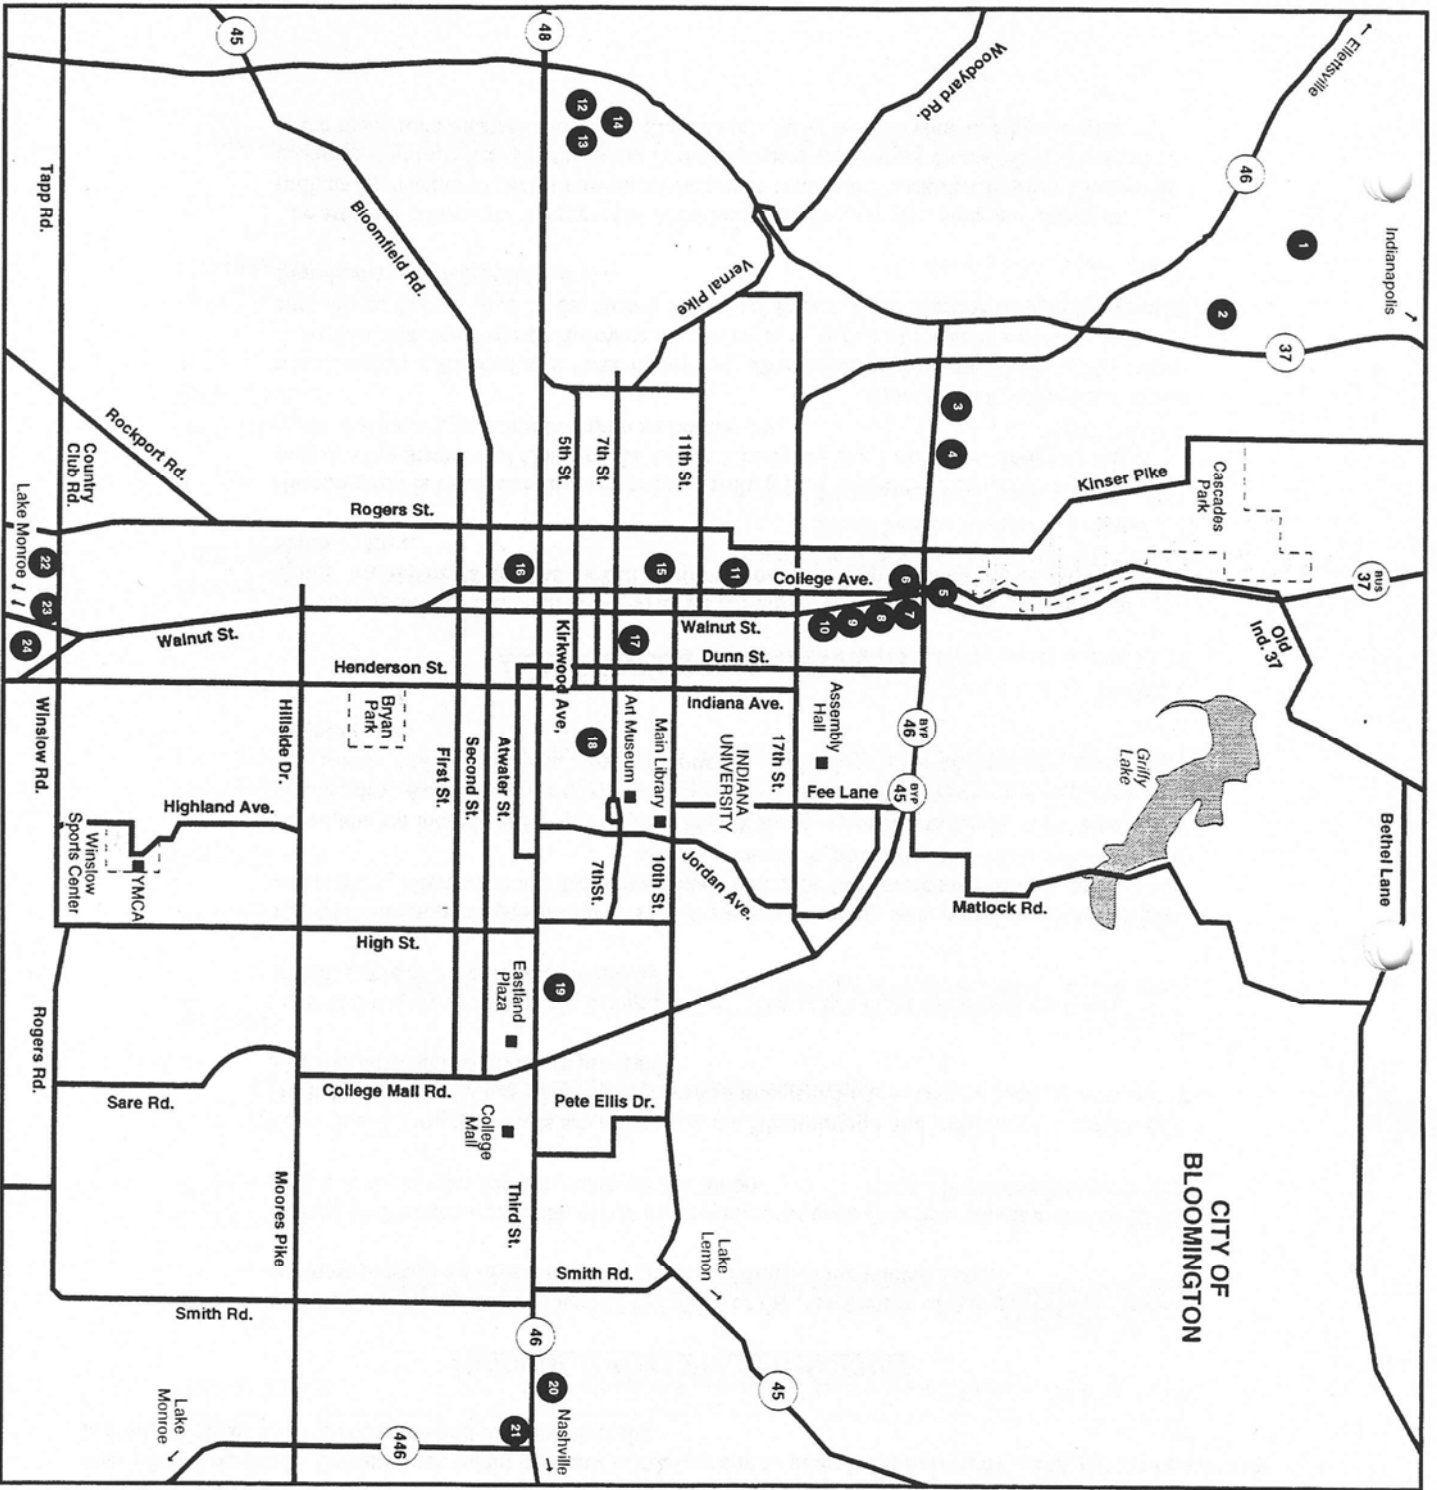 CITY OF
BLOOMINGTON
← Ellettsville
Indianapolis →
46
1
2
37
BUS
37
Old
Ind. 37
Bethel Lane
Woodyard Rd.
Cascades
Park
Kinser Pike
Griffy
Lake
Matlock Rd.
3
4
5
6
7
8
9
10
11
BYP
46
BYP
45
Vernal Pike
College Ave.
Walnut St.
Dunn St.
Indiana Ave.
Assembly
Hall
17th St.
Fee Lane
INDIANA
UNIVERSITY
Jordan Ave.
Main Library
Art Museum
10th St.
7thSt.
11th St.
7th St.
5th St.
Kirkwood Ave,
48
12
13
14
15
16
17
18
19
45
Bloomfield Rd.
Rogers St.
Walnut St.
Henderson St.
Bryan
Park
First St.
Second St.
Atwater St.
High St.
Eastland
Plaza
College Mall Rd.
College
Mall
Pete Ellis Dr.
Third St.
Smith Rd.
Lake
Lemon →
45
46
20
Nashville →
21
446
Lake
Monroe →
Smith Rd.
Moores Pike
Hillside Dr.
Highland Ave.
YMCA
Winslow
Sports Center
Sare Rd.
Rogers Rd.
Winslow Rd.
Tapp Rd.
Rockport Rd.
Country
Club Rd.
Lake Monroe
22
23
24